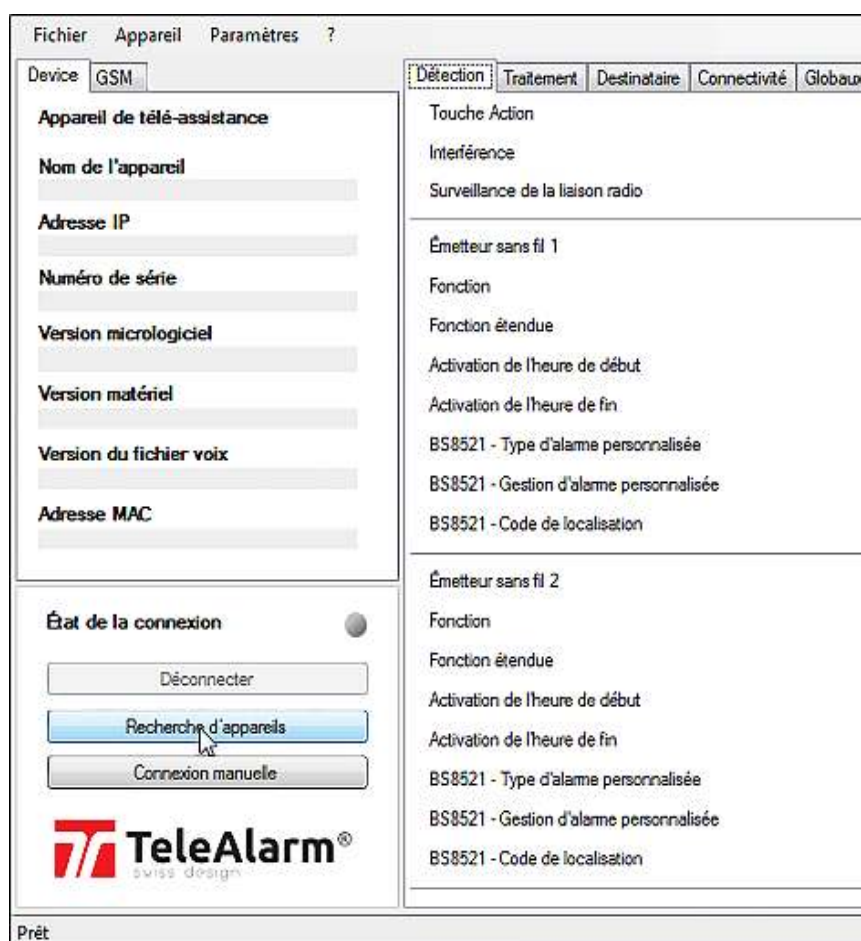 Fichier Appareil Paramètres ?
Device GSM
Appareil de télé-assistance
Nom de l'appareil
Adresse IP
Numéro de série
Version micrologiciel
Version matériel
Version du fichier voix
Adresse MAC
État de la connexion
Déconnecter
Recherche d'appareils
Connexion manuelle
TeleAlarm®
swiss design
Détection Traitement Destinataire Connectivité Globaux
Touche Action
Interférence
Surveillance de la liaison radio
Émetteur sans fil 1
Fonction
Fonction étendue
Activation de l'heure de début
Activation de l'heure de fin
BS8521 - Type d'alarme personnalisée
BS8521 - Gestion d'alarme personnalisée
BS8521 - Code de localisation
Émetteur sans fil 2
Fonction
Fonction étendue
Activation de l'heure de début
Activation de l'heure de fin
BS8521 - Type d'alarme personnalisée
BS8521 - Gestion d'alarme personnalisée
BS8521 - Code de localisation
Prêt